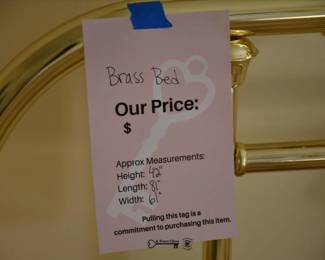 Brass Bed
Our Price:
$
Approx Measurements:
Height: 42"
Length: 81"
Width: 61"
Pulling this tag is a
commitment to purchasing this item.